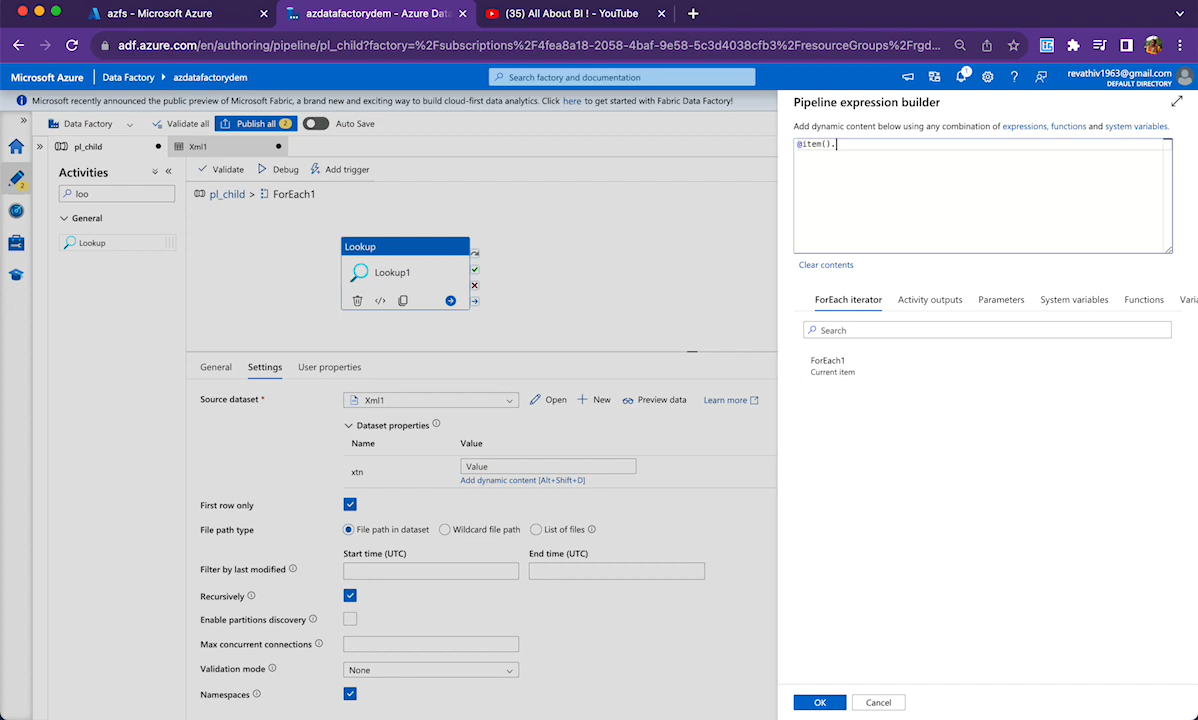 azfs - Microsoft Azure
azdatafactorydem - Azure Data
(35) All About BI ! - YouTube
adf.azure.com/en/authoring/pipeline/pl_child?factory=%2Fsubscriptions%2F4fea8a18-2058-4baf-9e58-5c3d4038cfb3%2FresourceGroups%2Frgd...
Microsoft Azure
Data Factory
azdatafactorydem
Search factory and documentation
1
revathiv1963@gmail.com
DEFAULT DIRECTORY
Microsoft recently announced the public preview of Microsoft Fabric, a brand new and exciting way to build cloud-first data analytics. Click here to get started with Fabric Data Factory!
Data Factory
Validate all
Publish all 2
Auto Save
pl_child
Xml1
2
Activities
loo
General
Lookup
Validate
Debug
Add trigger
pl_child > ForEach1
Lookup
Lookup1
General
Settings
User properties
Source dataset *
Xml1
Open
New
Preview data
Learn more
Dataset properties
Name
Value
xtn
Value
Add dynamic content [Alt+Shift+D]
First row only
File path type
File path in dataset
Wildcard file path
List of files
Start time (UTC)
End time (UTC)
Filter by last modified
Recursively
Enable partitions discovery
Max concurrent connections
Validation mode
None
Namespaces
Pipeline expression builder
Add dynamic content below using any combination of expressions, functions and system variables.
@item().
Clear contents
ForEach iterator
Activity outputs
Parameters
System variables
Functions
Varia
Search
ForEach1
Current item
OK
Cancel